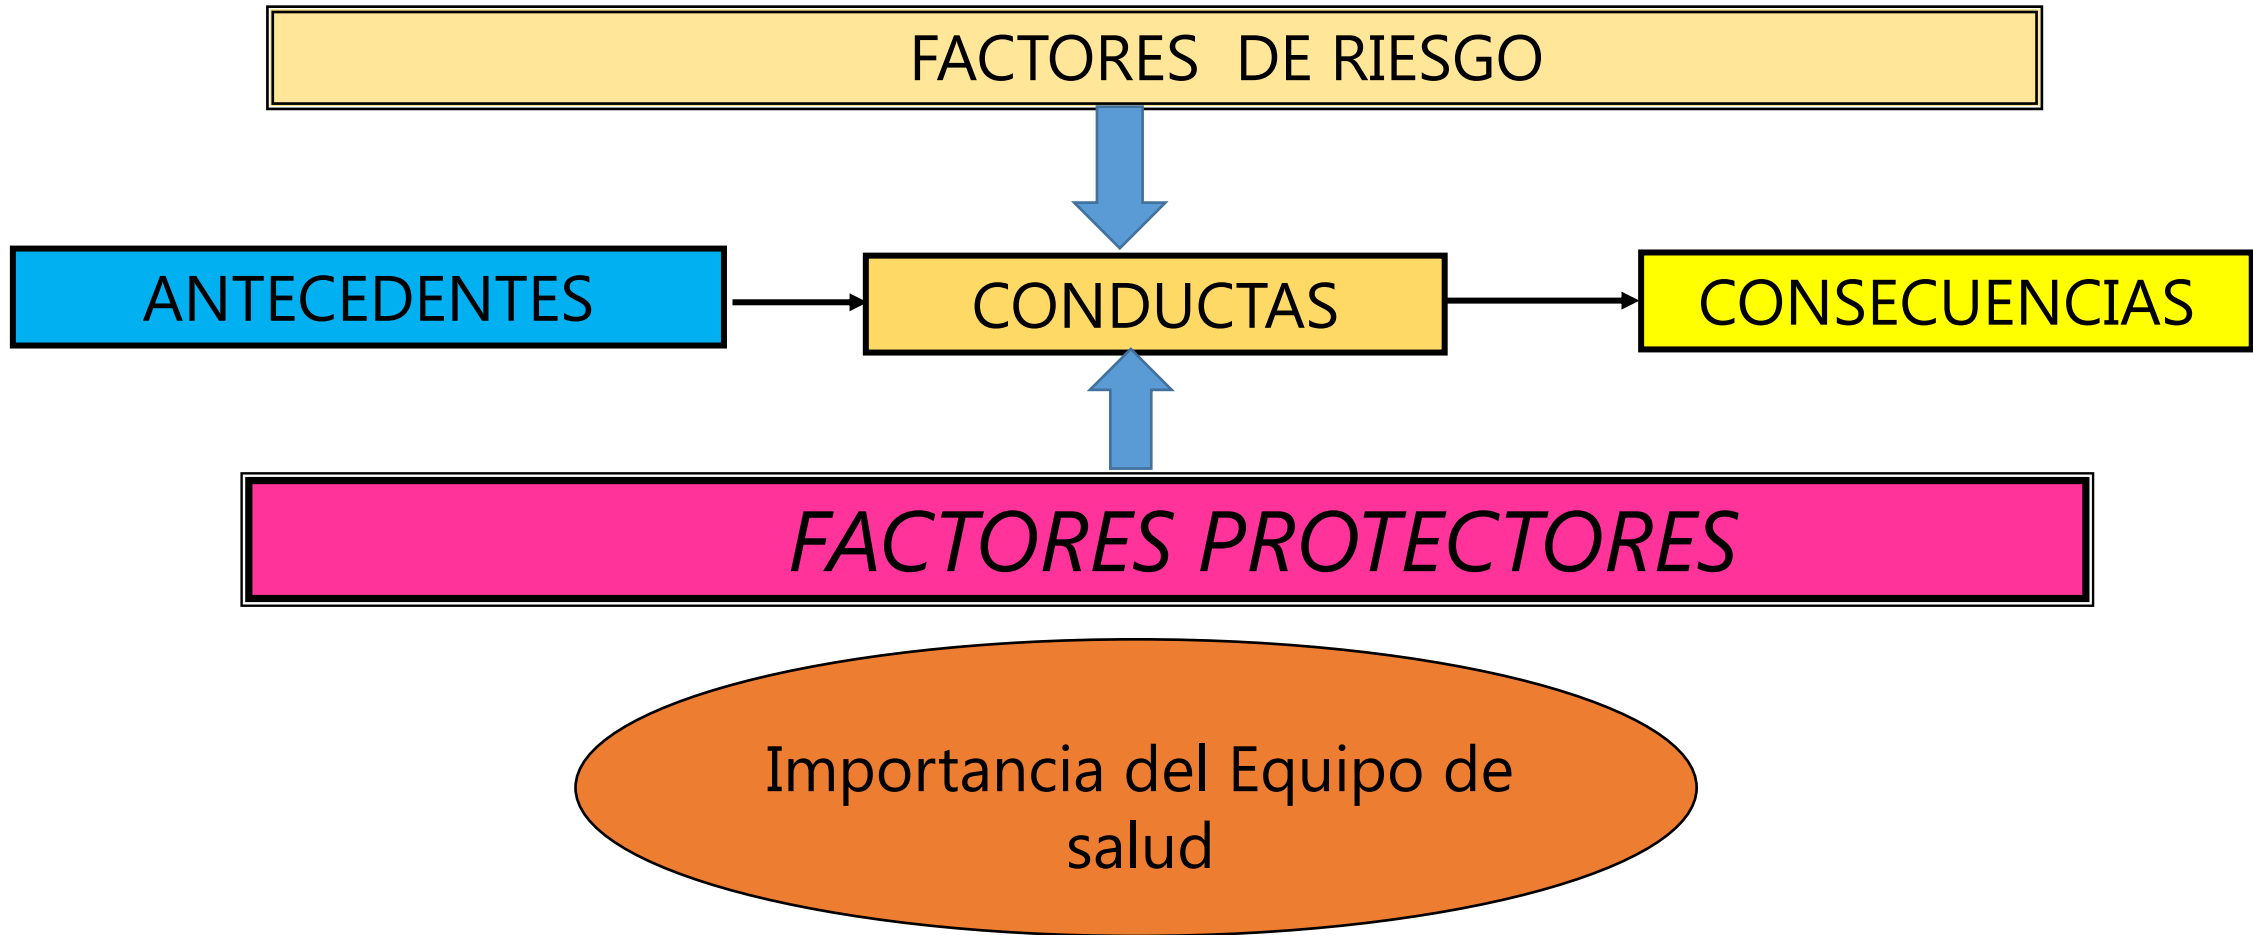 FACTORES  DE RIESGO
ANTECEDENTES
CONDUCTAS
CONSECUENCIAS
FACTORES PROTECTORES
Importancia del Equipo de
salud